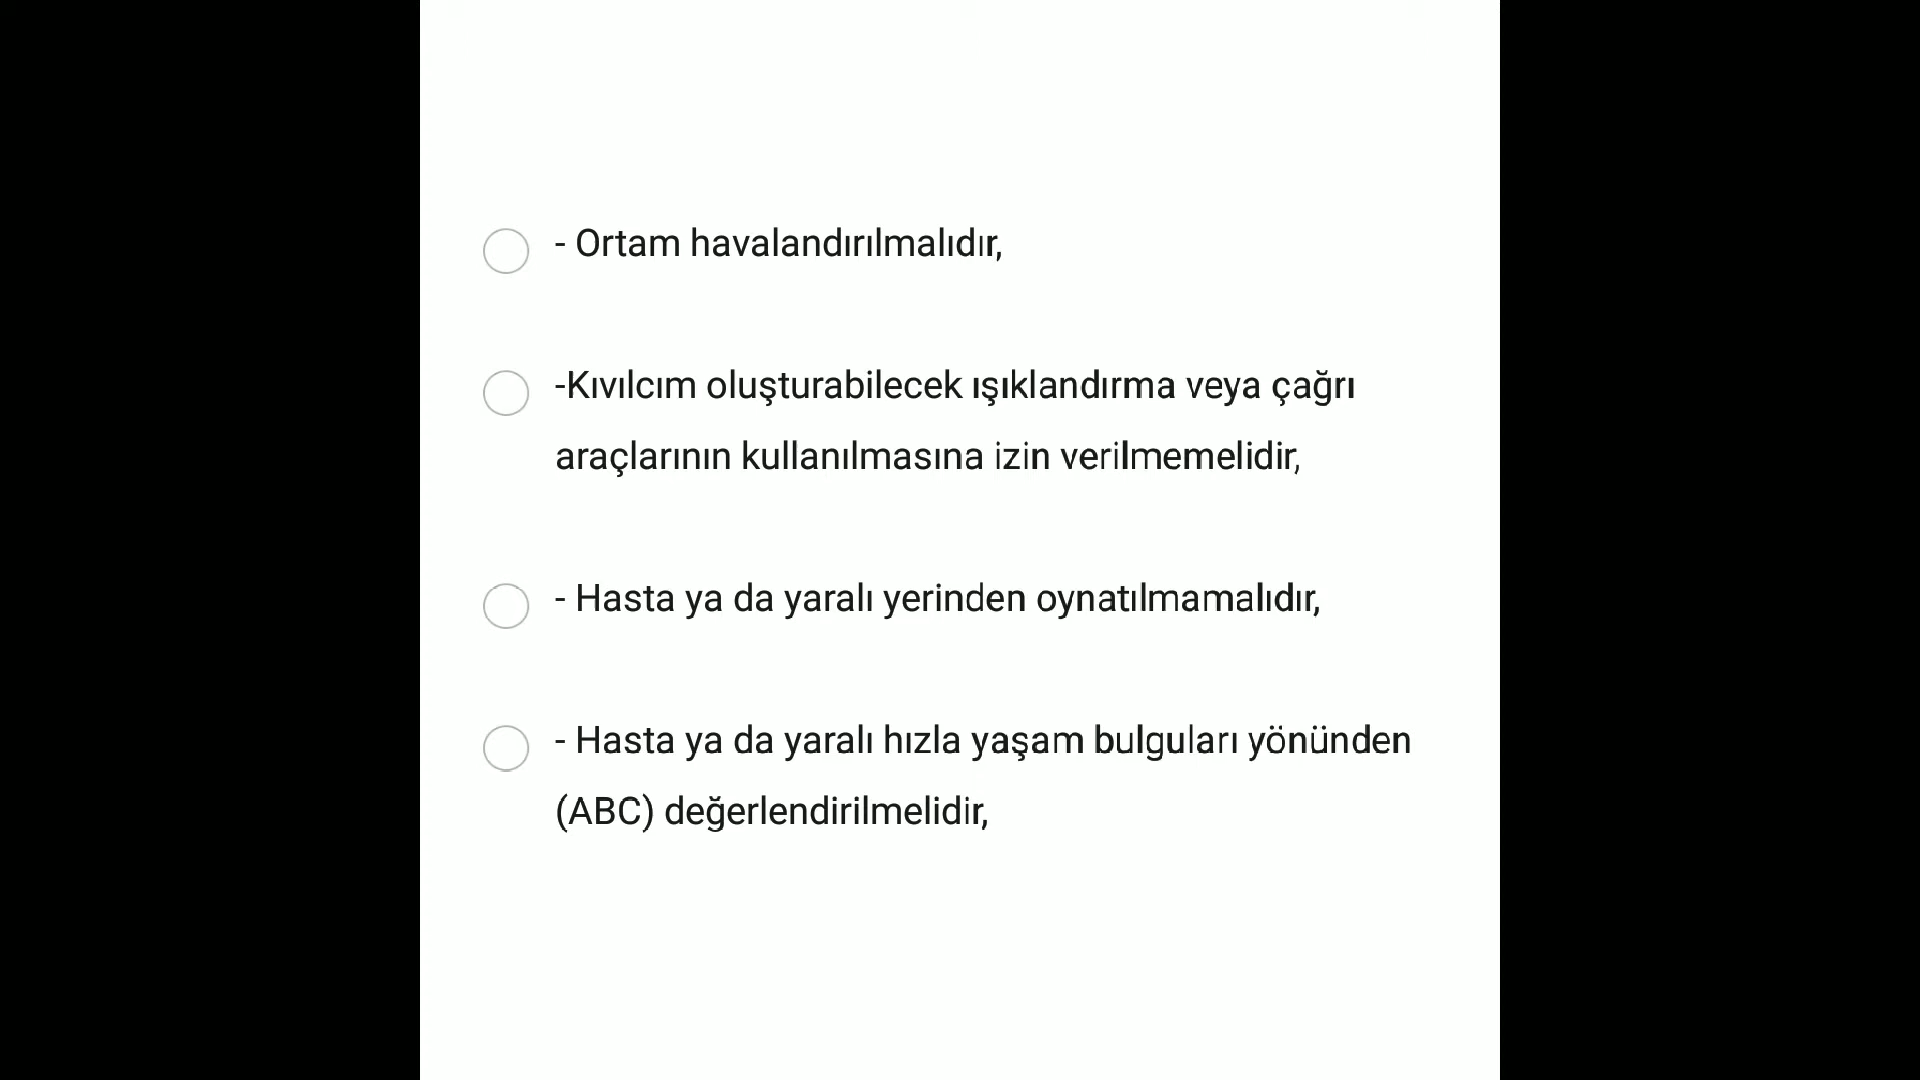 - Ortam havalandırılmalıdır,
-Kıvılcım oluşturabilecek ışıklandırma veya çağrı
araçlarının kullanılmasına izin verilmemelidir,
- Hasta ya da yaralı yerinden oynatılmamalıdır,
- Hasta ya da yaralı hızla yaşam bulguları yönünden
(ABC) değerlendirilmelidir,